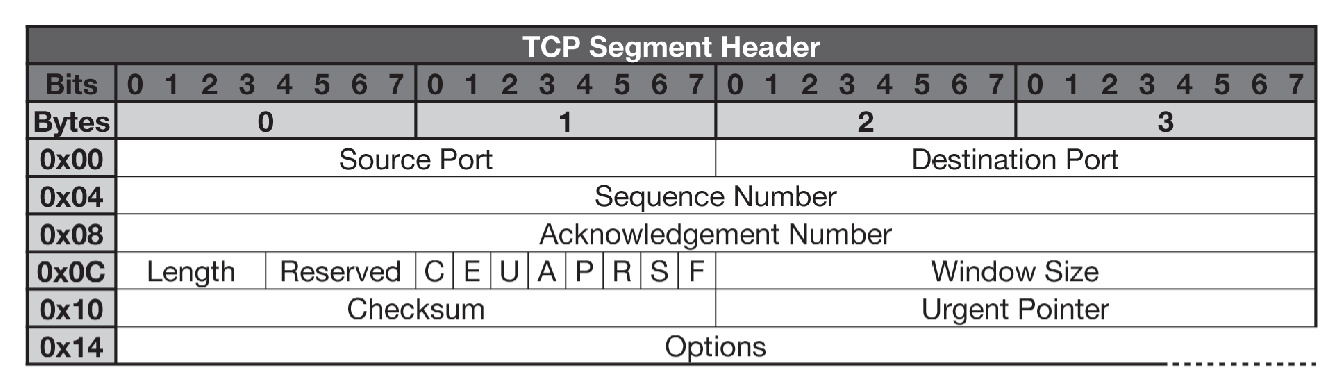 TCP Segment Header
Bits 0 1 2 3 4 5 6 7 0 1 2 3 4 5 6 7 0 1 2 3 4 5 6 7 0 1 2 3 4 5 6 7
Bytes 0 1 2 3
0x00 Source Port Destination Port
0x04 Sequence Number
0x08 Acknowledgement Number
0x0C Length Reserved C E U A P R S F Window Size
0x10 Checksum Urgent Pointer
0x14 Options